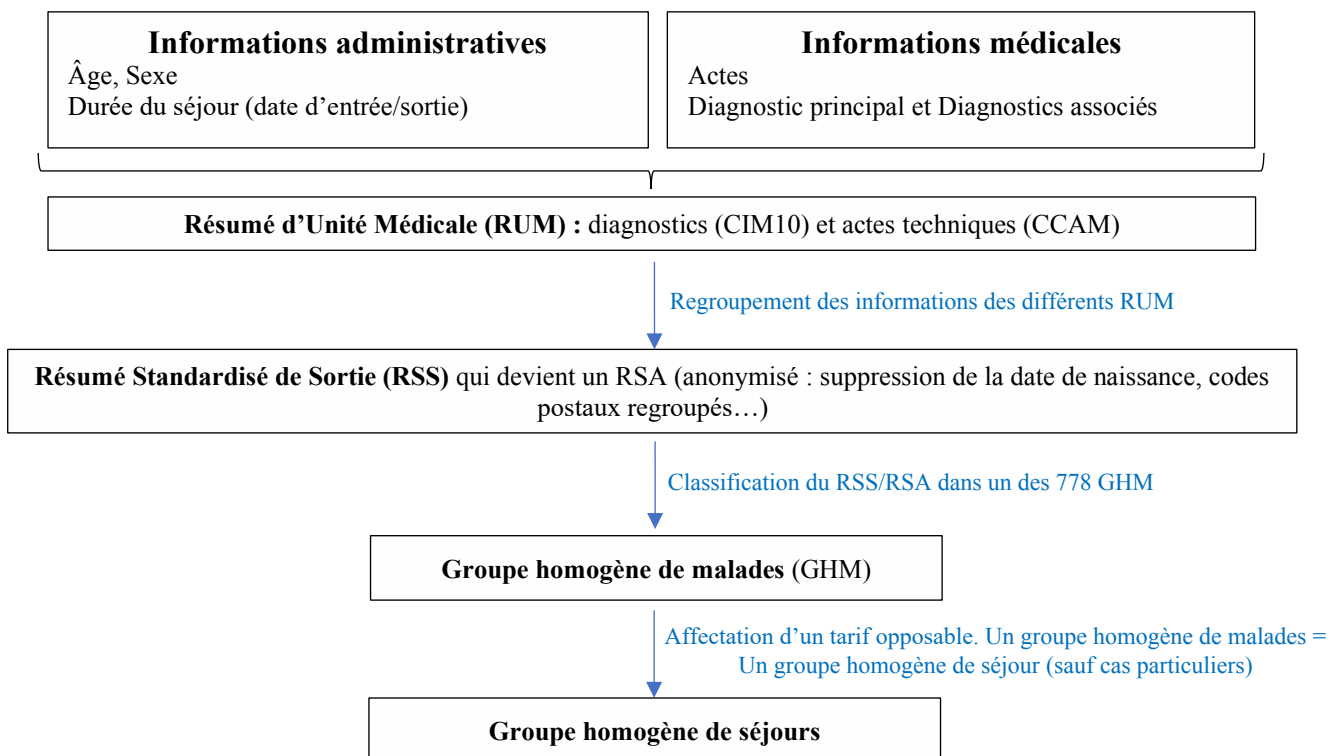 Informations administratives
Âge, Sexe
Durée du séjour (date d’entrée/sortie)
Informations médicales
Actes
Diagnostic principal et Diagnostics associés
Résumé d’Unité Médicale (RUM) : diagnostics (CIM10) et actes techniques (CCAM)
Regroupement des informations des différents RUM
Résumé Standardisé de Sortie (RSS) qui devient un RSA (anonymisé : suppression de la date de naissance, codes
postaux regroupés…)
Classification du RSS/RSA dans un des 778 GHM
Groupe homogène de malades (GHM)
Affectation d’un tarif opposable. Un groupe homogène de malades =
Un groupe homogène de séjour (sauf cas particuliers)
Groupe homogène de séjours